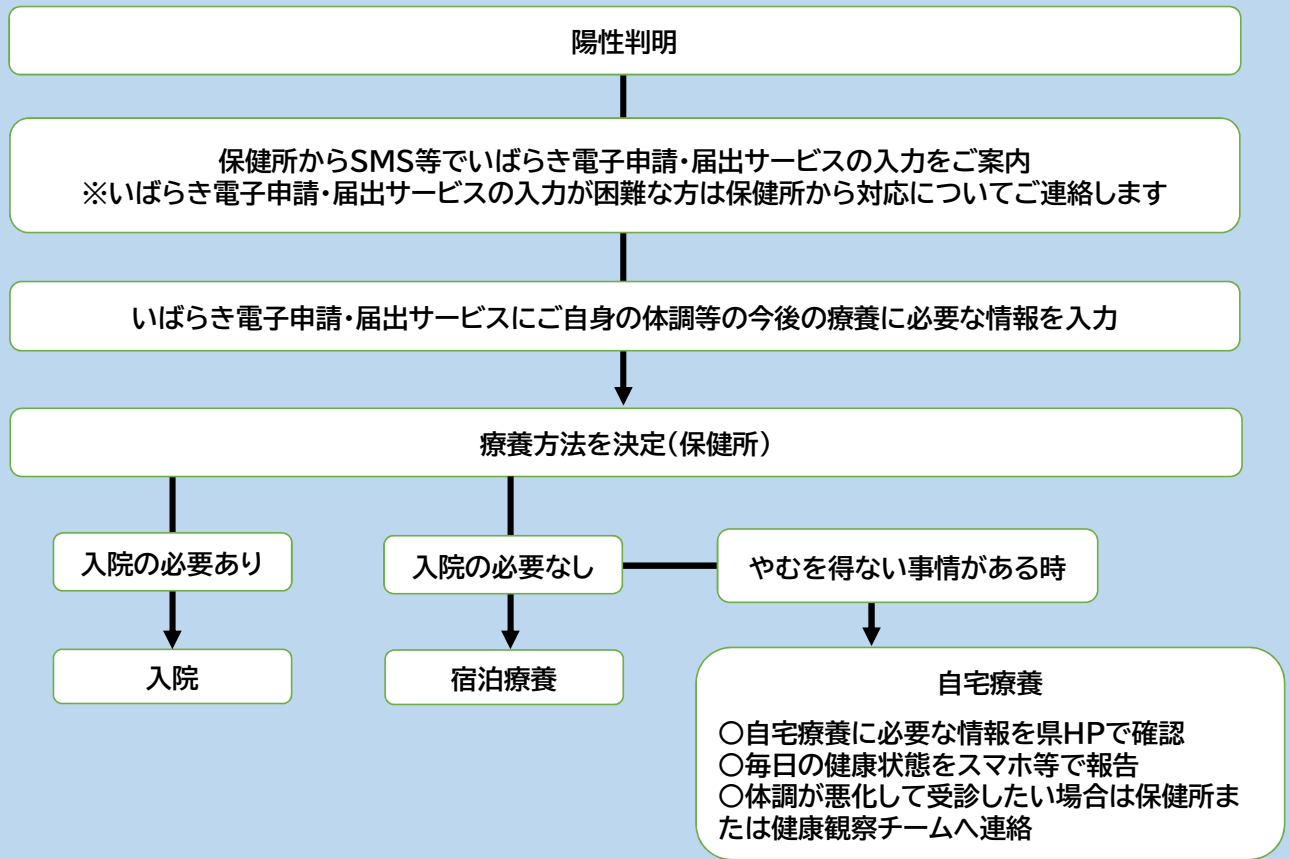 陽性判明
保健所からSMS等でいばらき電子申請・届出サービスの入力をご案内
※いばらき電子申請・届出サービスの入力が困難な方は保健所から対応についてご連絡します
いばらき電子申請・届出サービスにご自身の体調等の今後の療養に必要な情報を入力
療養方法を決定(保健所)
入院の必要あり
入院の必要なし
やむを得ない事情がある時
入院
宿泊療養
自宅療養
〇自宅療養に必要な情報を県HPで確認
〇毎日の健康状態をスマホ等で報告
〇体調が悪化して受診したい場合は保健所ま
たは健康観察チームへ連絡